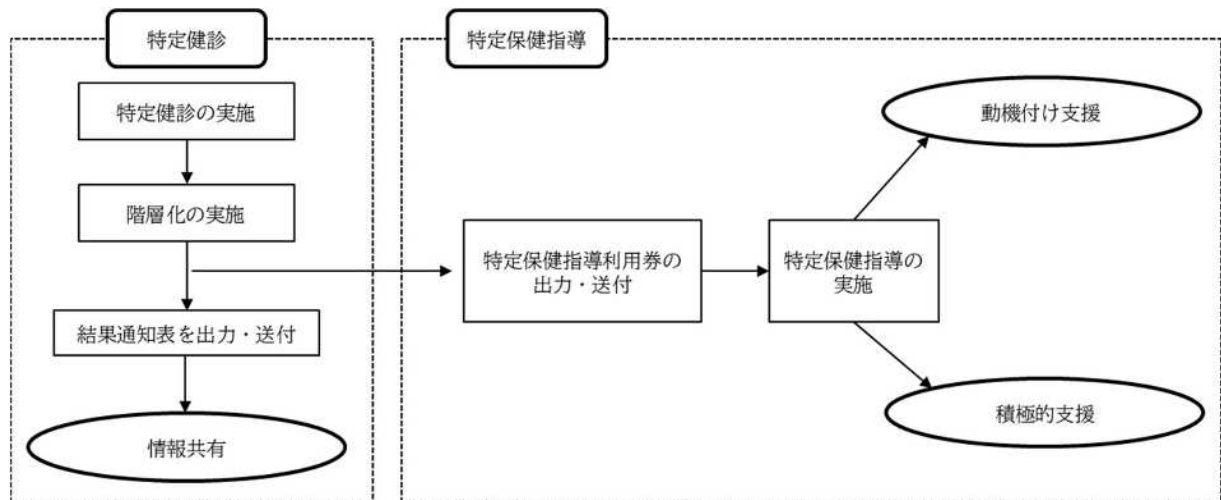 特定健診
特定健診の実施
階層化の実施
結果通知表を出力・送付
情報共有
特定保健指導
特定保健指導利用券の
出力・送付
特定保健指導の
実施
動機付け支援
積極的支援